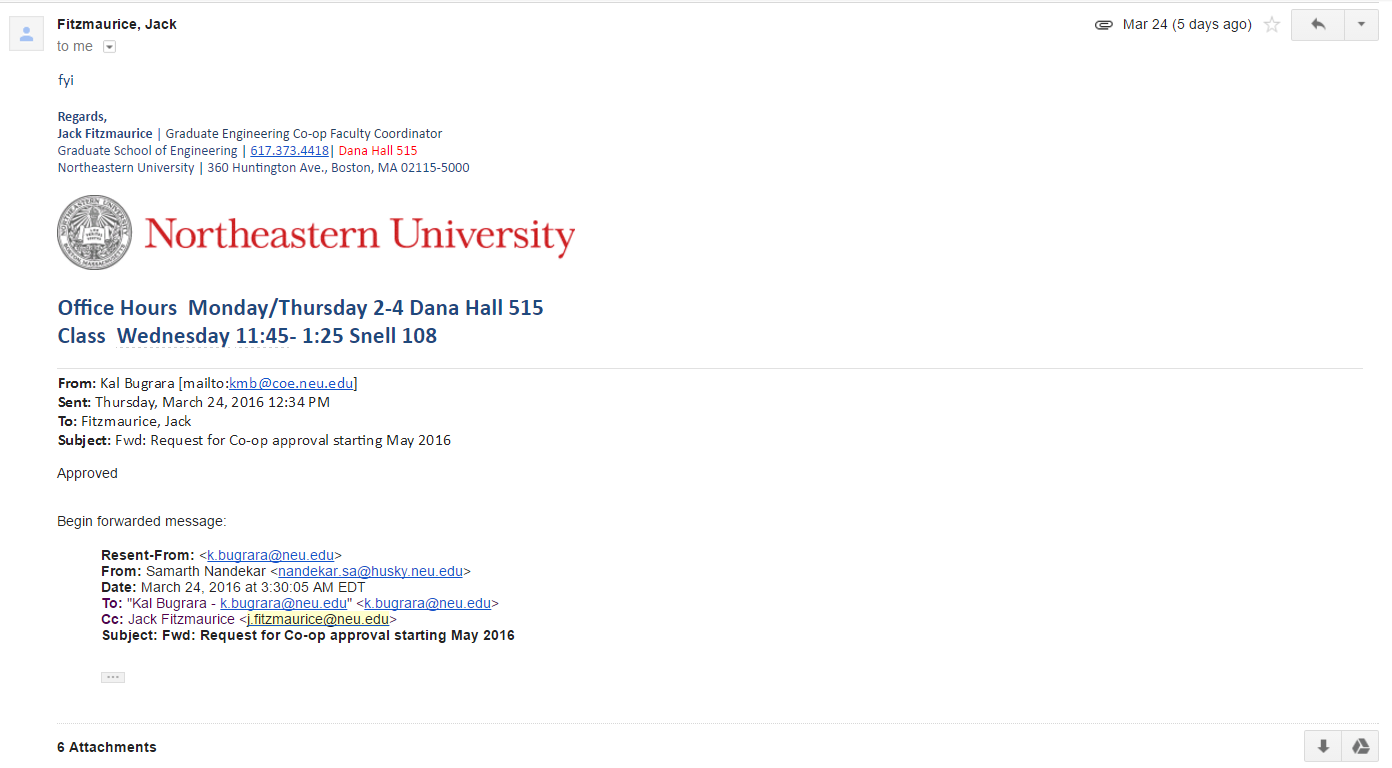 Fitzmaurice, Jack
Mar 24 (5 days ago)
to me
fyi
Regards,
Jack Fitzmaurice | Graduate Engineering Co-op Faculty Coordinator
Graduate School of Engineering | 617.373.4418| Dana Hall 515
Northeastern University | 360 Huntington Ave., Boston, MA 02115-5000
Northeastern University
Office Hours  Monday/Thursday 2-4 Dana Hall 515
Class  Wednesday 11:45- 1:25 Snell 108
From: Kal Bugrara [mailto:kmb@coe.neu.edu]
Sent: Thursday, March 24, 2016 12:34 PM
To: Fitzmaurice, Jack
Subject: Fwd: Request for Co-op approval starting May 2016
Approved
Begin forwarded message:
Resent-From: <k.bugrara@neu.edu>
From: Samarth Nandekar <nandekar.sa@husky.neu.edu>
Date: March 24, 2016 at 3:30:05 AM EDT
To: "Kal Bugrara - k.bugrara@neu.edu" <k.bugrara@neu.edu>
Cc: Jack Fitzmaurice <j.fitzmaurice@neu.edu>
Subject: Fwd: Request for Co-op approval starting May 2016
6 Attachments